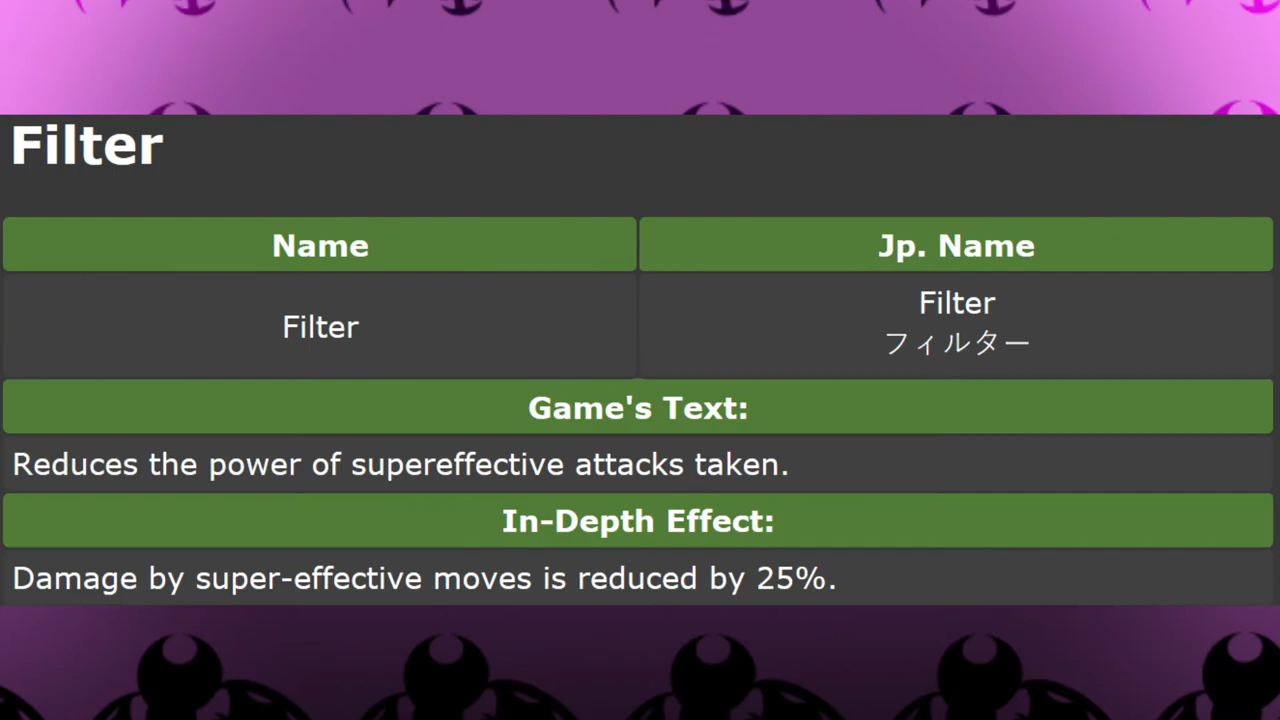 Filter
Name
Jp. Name
Filter
Filter
フィルター
Game's Text:
Reduces the power of supereffective attacks taken.
In-Depth Effect:
Damage by super-effective moves is reduced by 25%.